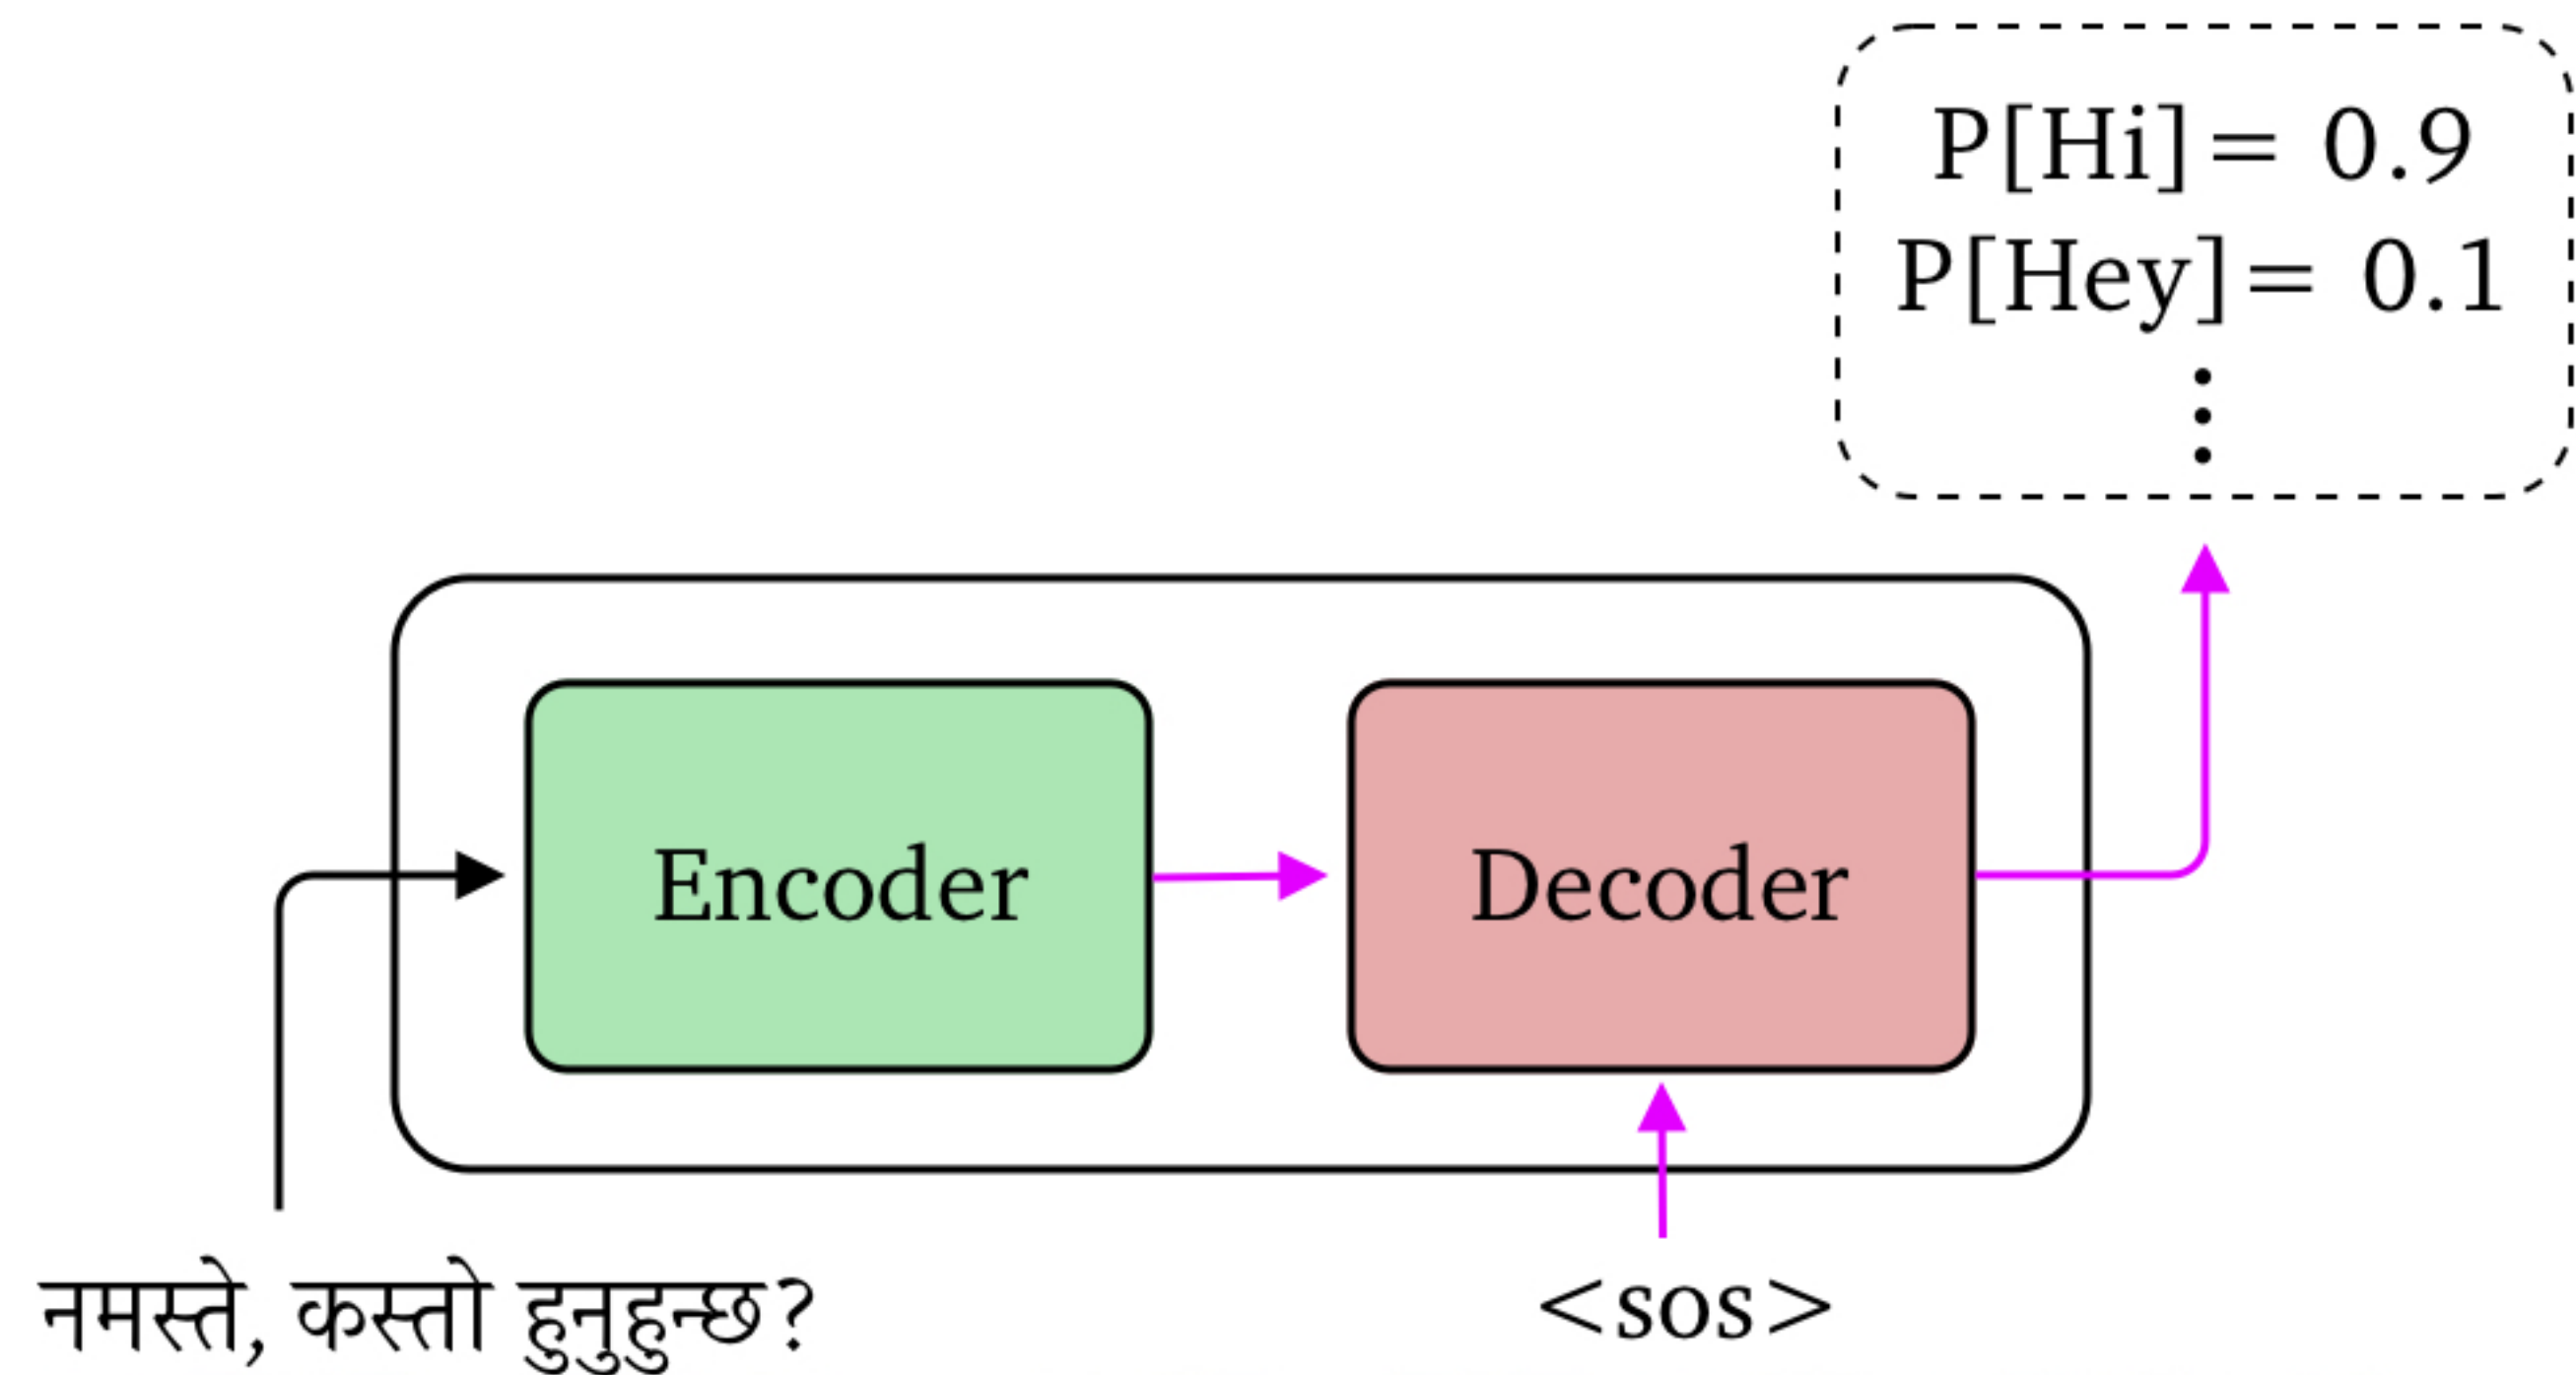 P[Hi]= 0.9
P[Hey]= 0.1
Encoder
Decoder
नमस्ते, कस्तो हुनुहुन्छ?
<sos>